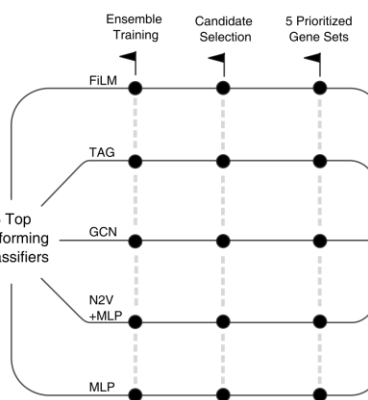 Ensemble
Training
Candidate
Selection
5 Prioritized
Gene Sets
FiLM
TAG
Top
GCN
N2V
+MLP
MLP